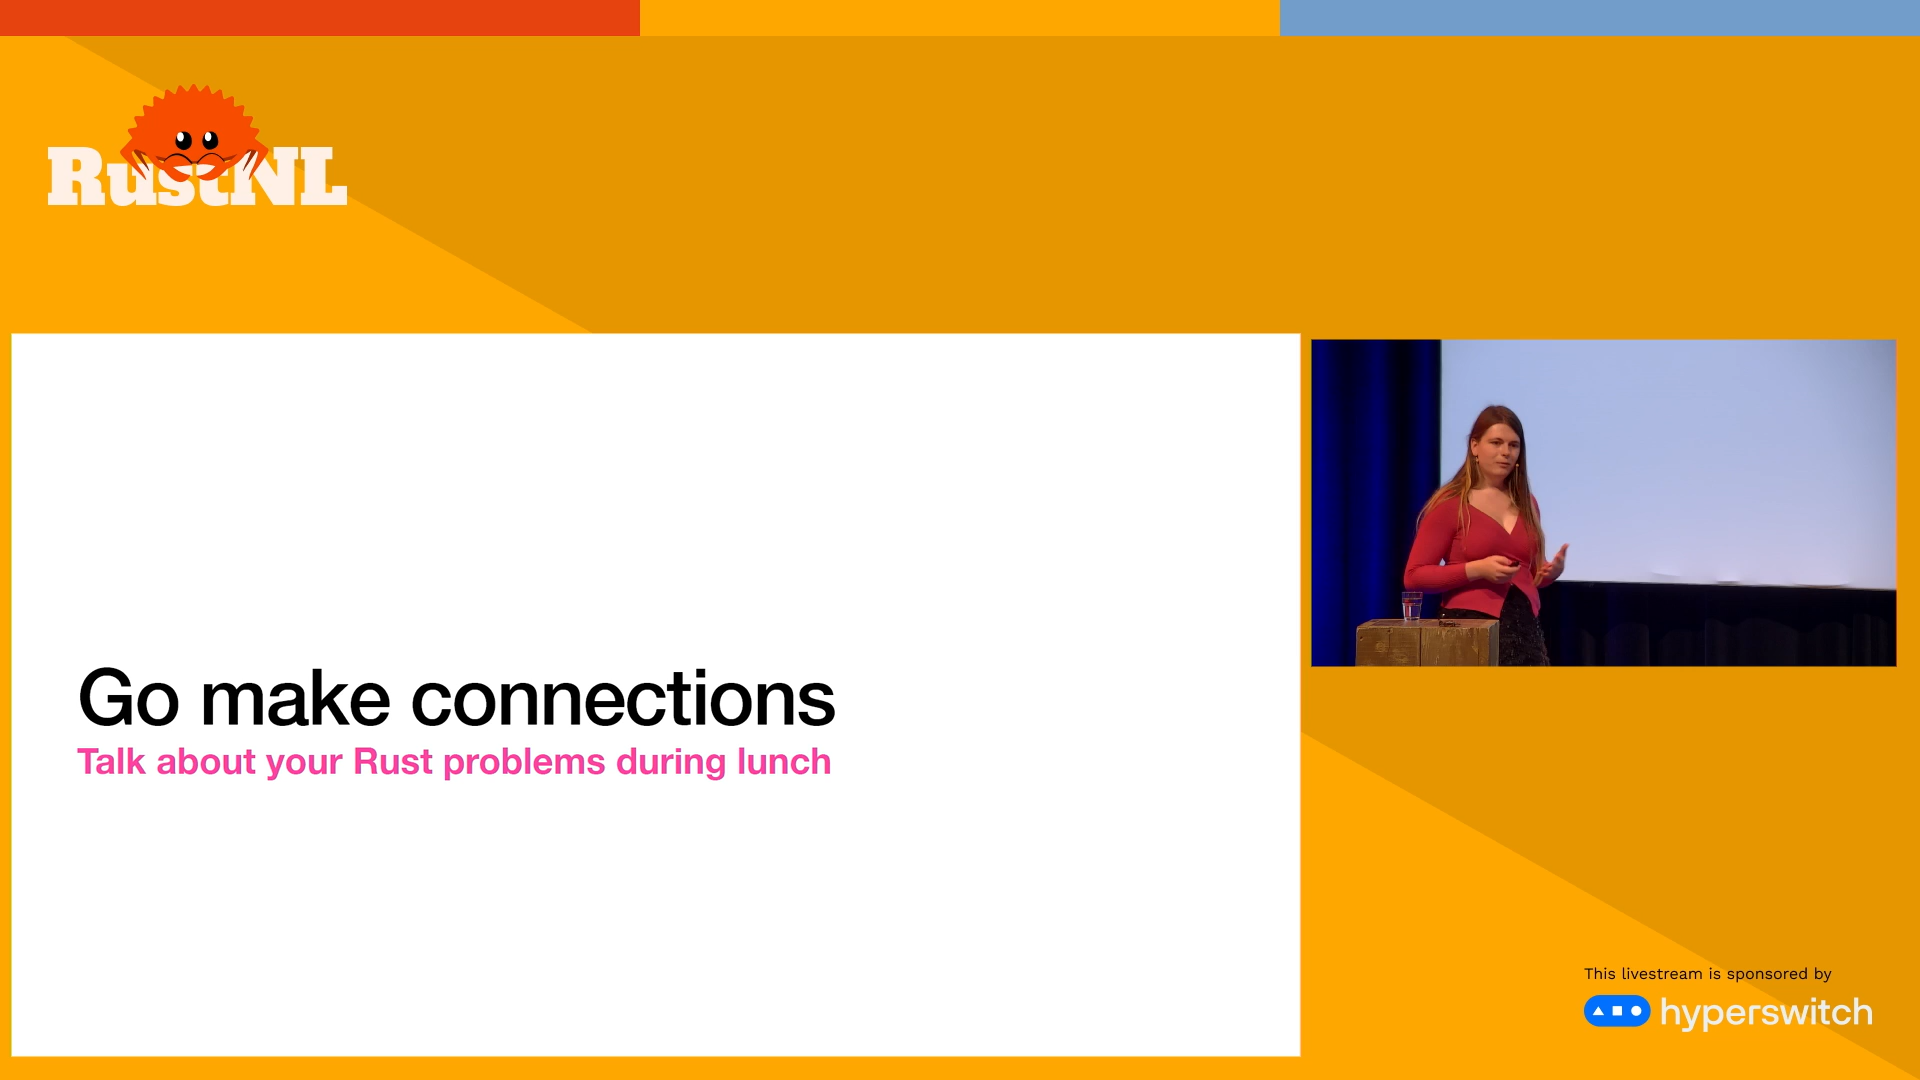 RustNL
Go make connections
Talk about your Rust problems during lunch
This livestream is sponsored by
hyperswitch